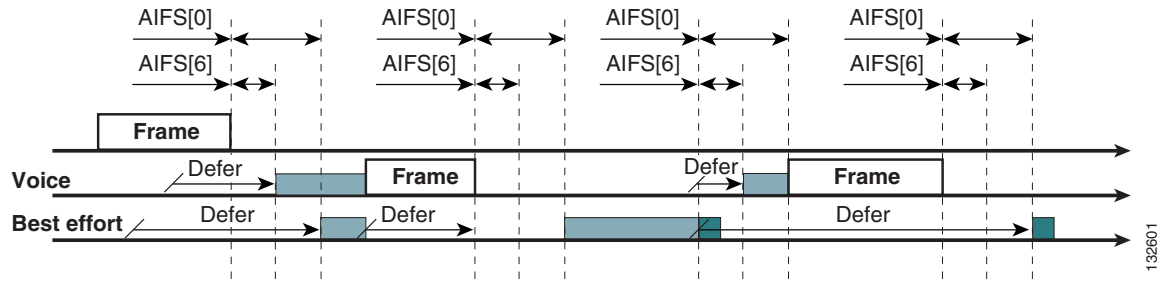 AIFS[0] AIFS[0] AIFS[0] AIFS[0]
AIFS[6] AIFS[6] AIFS[6] AIFS[6]
Frame
Voice Defer Frame Defer Frame
Best effort Defer Defer Defer
132601